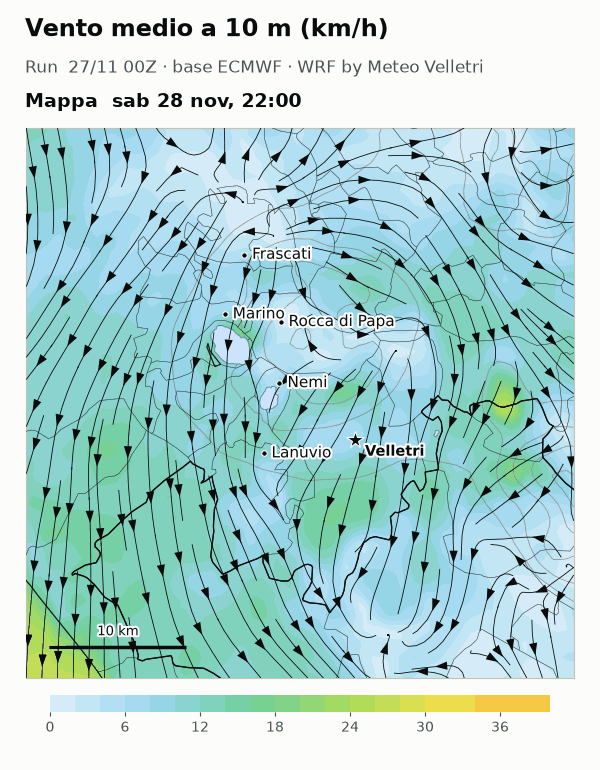 Vento medio a 10 m (km/h)
Run 27/11 00Z · base ECMWF · WRF by Meteo Velletri
Mappa sab 28 nov, 22:00
Frascati
Marino
Rocca di Papa
Nemi
Lanuvio
Velletri
10 km
0 6 12 18 24 30 36